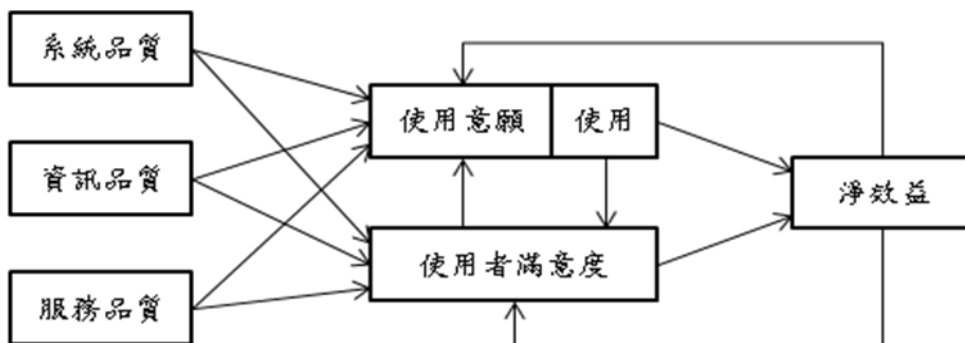 系統品質
使用意願
使用
資訊品質
淨效益
使用者滿意度
服務品質